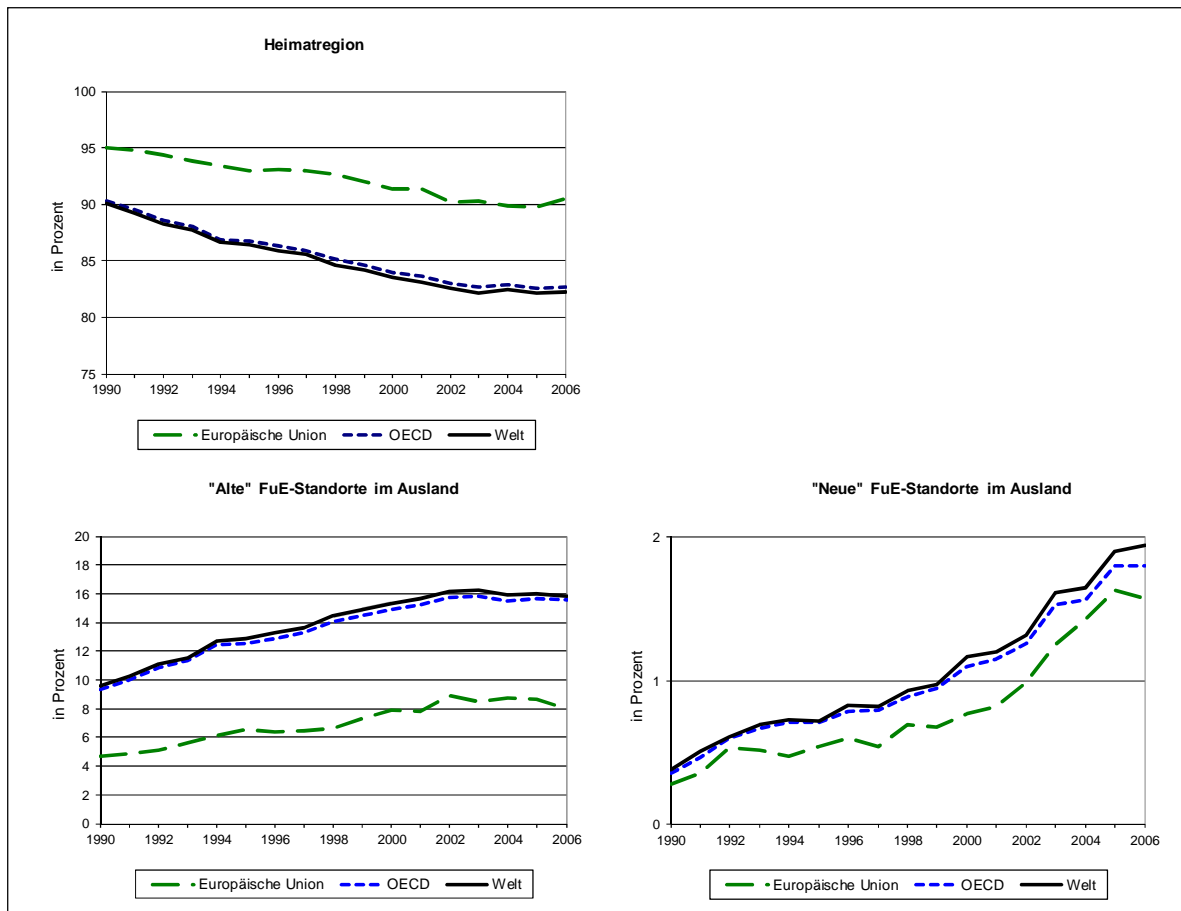 Heimatregion
in Prozent
100
95
90
85
80
75
1990 1992 1994 1996 1998 2000 2002 2004 2006
Europäische Union OECD Welt
"Alte" FuE-Standorte im Ausland
in Prozent
20
18
16
14
12
10
8
6
4
2
0
1990 1992 1994 1996 1998 2000 2002 2004 2006
Europäische Union OECD Welt
"Neue" FuE-Standorte im Ausland
in Prozent
2
1
0
1990 1992 1994 1996 1998 2000 2002 2004 2006
Europäische Union OECD Welt